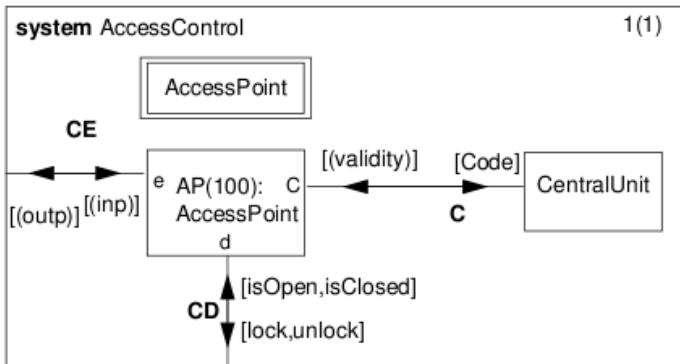 system AccessControl 1(1)
AccessPoint
CE
[(validity)] [Code]
e AP(100): C
AccessPoint
d
CentralUnit
[(outp)] [(inp)]
C
[isOpen,isClosed]
CD
[lock,unlock]